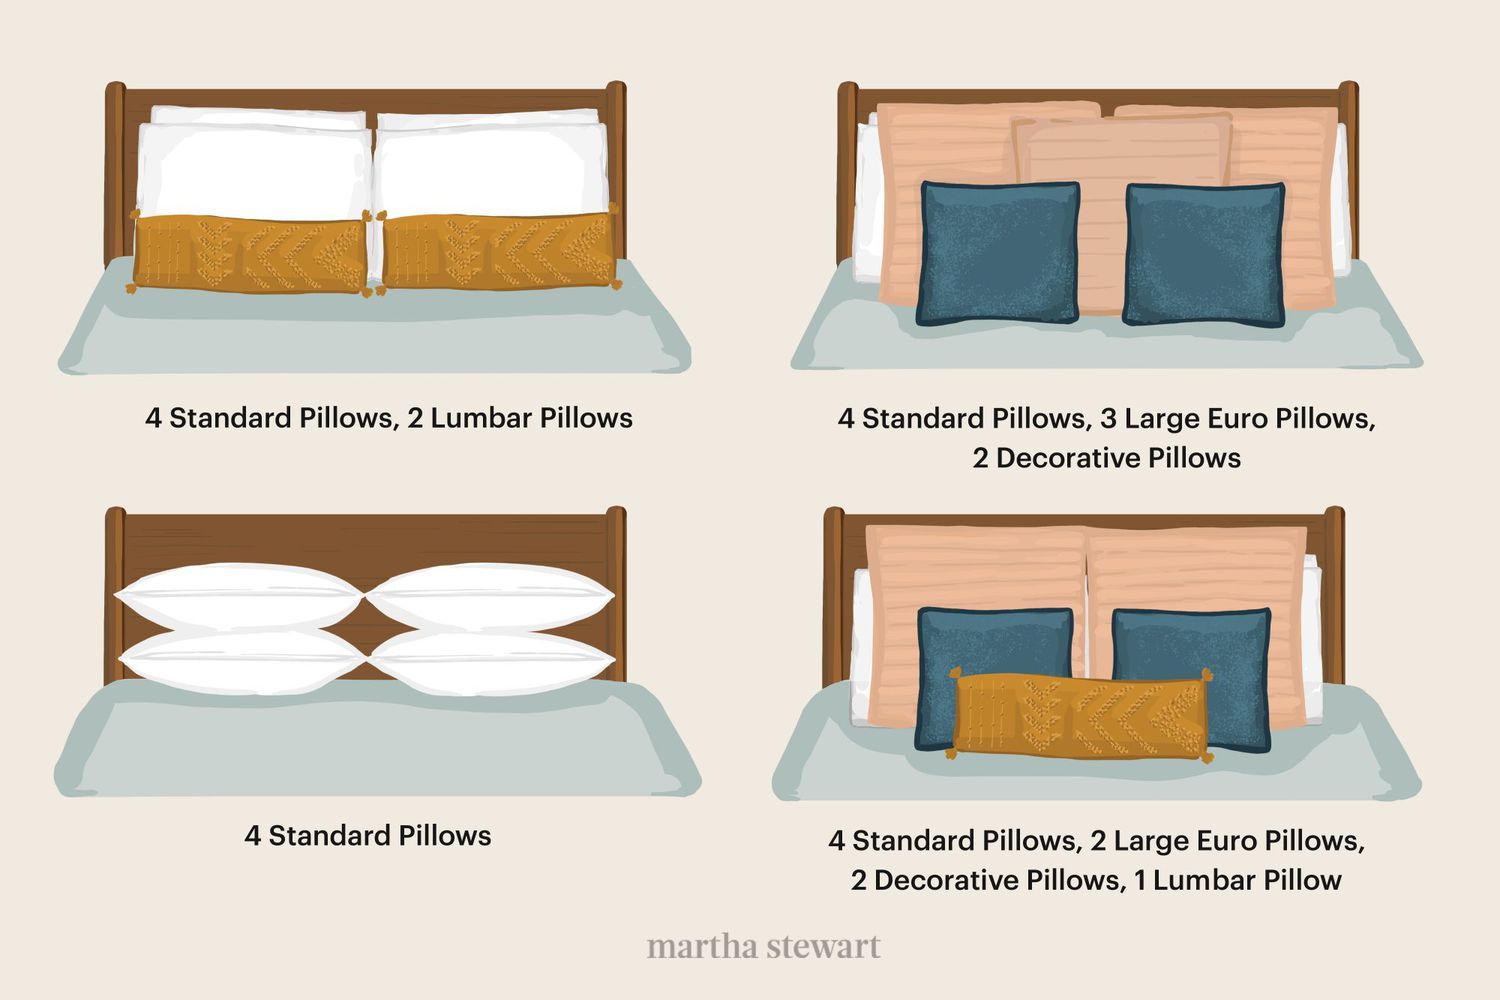 4 Standard Pillows, 2 Lumbar Pillows
4 Standard Pillows, 3 Large Euro Pillows,
2 Decorative Pillows
4 Standard Pillows
4 Standard Pillows, 2 Large Euro Pillows,
2 Decorative Pillows, 1 Lumbar Pillow
martha stewart